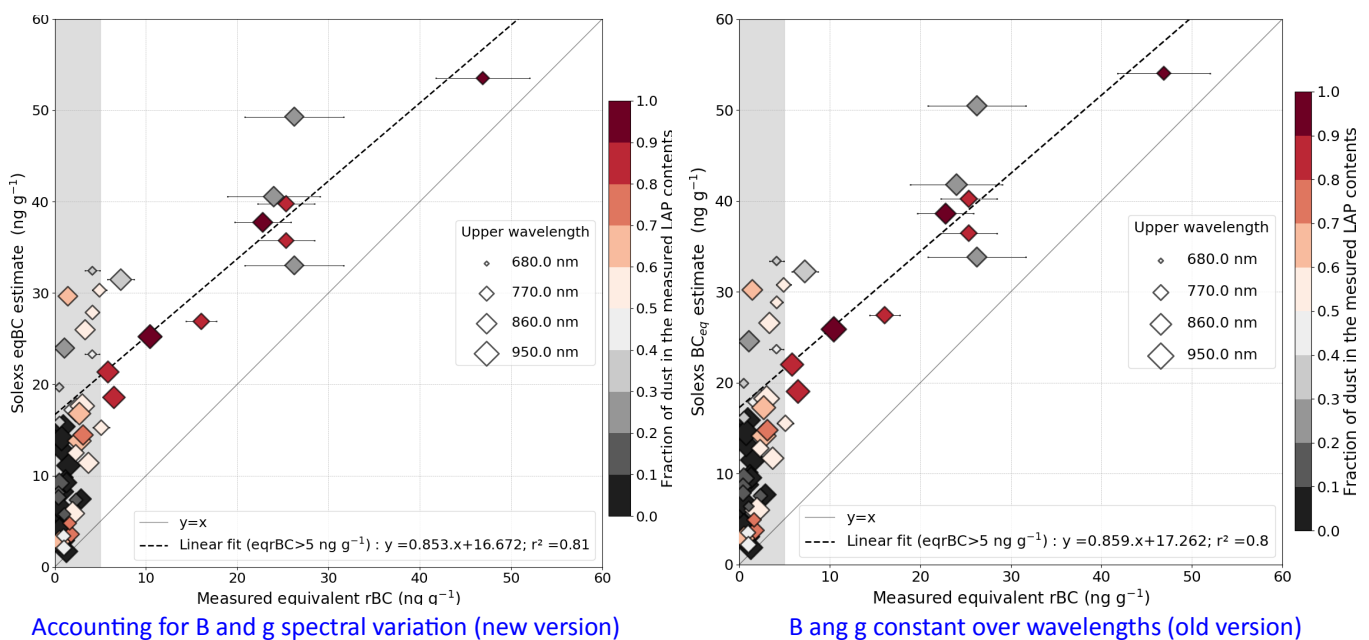 60
50
40
30
20
10
0
Solexs eqBC estimate (ng g⁻¹)
Upper wavelength
680.0 nm
770.0 nm
860.0 nm
950.0 nm
y=x
Linear fit (eqrBC>5 ng g⁻¹) : y =0.853.x+16.672; r² =0.81
0 10 20 30 40 50 60
Measured equivalent rBC (ng g⁻¹)
1.0
0.9
0.8
0.7
0.6
0.5
0.4
0.3
0.2
0.1
0.0
Fraction of dust in the measured LAP contents
Accounting for B and g spectral variation (new version)
60
50
40
30
20
10
0
Solexs BC_eq estimate (ng g⁻¹)
Upper wavelength
680.0 nm
770.0 nm
860.0 nm
950.0 nm
y=x
Linear fit (eqrBC>5 ng g⁻¹) : y =0.859.x+17.262; r² =0.8
0 10 20 30 40 50 60
Measured equivalent rBC (ng g⁻¹)
1.0
0.9
0.8
0.7
0.6
0.5
0.4
0.3
0.2
0.1
0.0
Fraction of dust in the measured LAP contents
B ang g constant over wavelengths (old version)